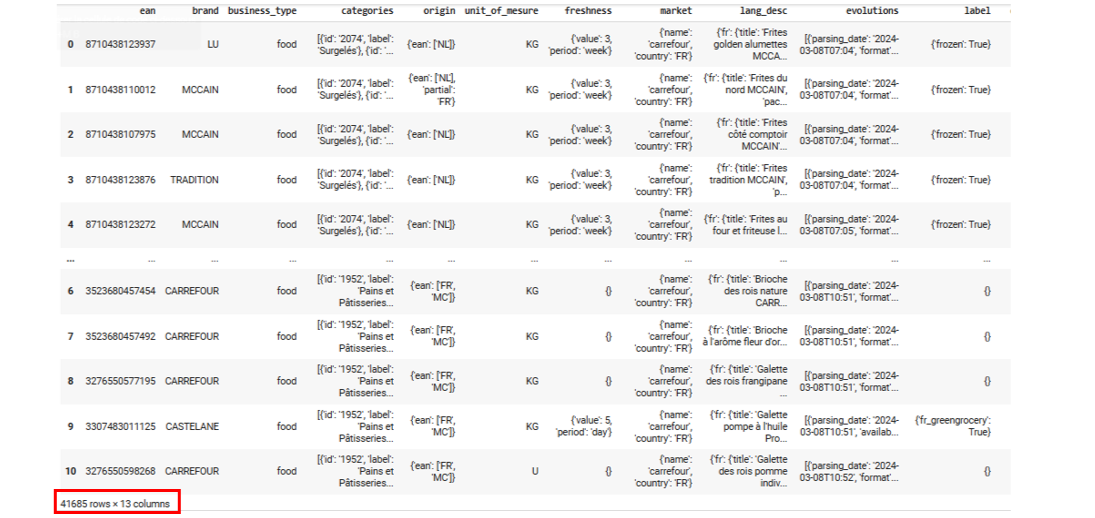 ean brand business_type categories origin unit_of_mesure freshness market lang_desc evolutions label
0 8710438123937 LU food [{'id': '2074', 'label': 'Surgelés'}, {'id': '... {'ean': ['NL']} KG {'value': 3, 'period': 'week'} {'name': 'carrefour', 'country': 'FR'} {'fr': {'title': 'Frites golden alumettes MCCA... [{'parsing_date': '2024-03-08T07:04', 'format'... {'frozen': True}
1 8710438110012 MCCAIN food [{'id': '2074', 'label': 'Surgelés'}, {'id': '... {'ean': ['NL'], 'partial': 'FR'} KG {'value': 3, 'period': 'week'} {'name': 'carrefour', 'country': 'FR'} {'fr': {'title': 'Frites du nord MCCAIN', 'pac... [{'parsing_date': '2024-03-08T07:04', 'format'... {'frozen': True}
2 8710438107975 MCCAIN food [{'id': '2074', 'label': 'Surgelés'}, {'id': '... {'ean': ['NL']} KG {'value': 3, 'period': 'week'} {'name': 'carrefour', 'country': 'FR'} {'fr': {'title': 'Frites côté comptoir MCCAIN'... [{'parsing_date': '2024-03-08T07:04', 'format'... {'frozen': True}
3 8710438123876 TRADITION food [{'id': '2074', 'label': 'Surgelés'}, {'id': '... {'ean': ['NL']} KG {'value': 3, 'period': 'week'} {'name': 'carrefour', 'country': 'FR'} {'fr': {'title': 'Frites tradition MCCAIN', 'p... [{'parsing_date': '2024-03-08T07:04', 'format'... {'frozen': True}
4 8710438123272 MCCAIN food [{'id': '2074', 'label': 'Surgelés'}, {'id': '... {'ean': ['NL']} KG {'value': 3, 'period': 'week'} {'name': 'carrefour', 'country': 'FR'} {'fr': {'title': 'Frites au four et friteuse l... [{'parsing_date': '2024-03-08T07:05', 'format'... {'frozen': True}
... ... ... ... ... ... ... ... ... ... ... ...
6 3523680457454 CARREFOUR food [{'id': '1952', 'label': 'Pains et Pâtisseries... {'ean': ['FR', 'MC']} KG {} {'name': 'carrefour', 'country': 'FR'} {'fr': {'title': 'Brioche des rois nature CARR... [{'parsing_date': '2024-03-08T10:51', 'format'... {}
7 3523680457492 CARREFOUR food [{'id': '1952', 'label': 'Pains et Pâtisseries... {'ean': ['FR', 'MC']} KG {} {'name': 'carrefour', 'country': 'FR'} {'fr': {'title': 'Brioche à l'arôme fleur d'or... [{'parsing_date': '2024-03-08T10:51', 'format'... {}
8 3276550577195 CARREFOUR food [{'id': '1952', 'label': 'Pains et Pâtisseries... {'ean': ['FR', 'MC']} KG {} {'name': 'carrefour', 'country': 'FR'} {'fr': {'title': 'Galette des rois frangipane ... [{'parsing_date': '2024-03-08T10:51', 'format'... {}
9 3307483011125 CASTELANE food [{'id': '1952', 'label': 'Pains et Pâtisseries... {'ean': ['FR', 'MC']} KG {'value': 5, 'period': 'day'} {'name': 'carrefour', 'country': 'FR'} {'fr': {'title': 'Galette pompe à l'huile Pro... [{'parsing_date': '2024-03-08T10:51', 'availab... {'fr_greengrocery': True}
10 3276550598268 CARREFOUR food [{'id': '1952', 'label': 'Pains et Pâtisseries... {'ean': ['FR', 'MC']} U {} {'name': 'carrefour', 'country': 'FR'} {'fr': {'title': 'Galette des rois pomme indiv... [{'parsing_date': '2024-03-08T10:52', 'format'... {}
41685 rows × 13 columns